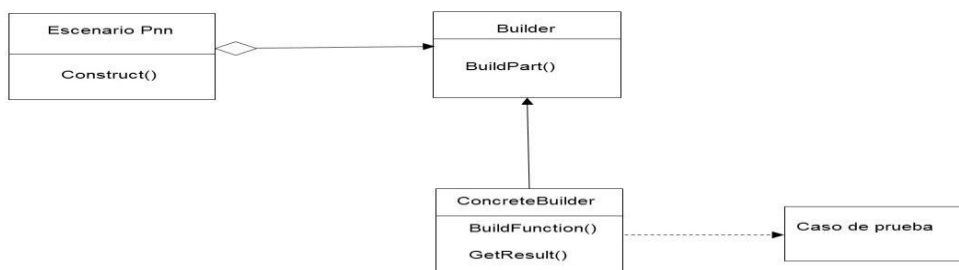 Escenario Pnn
Construct()
Builder
BuildPart()
ConcreteBuilder
BuildFunction()
GetResult()
Caso de prueba